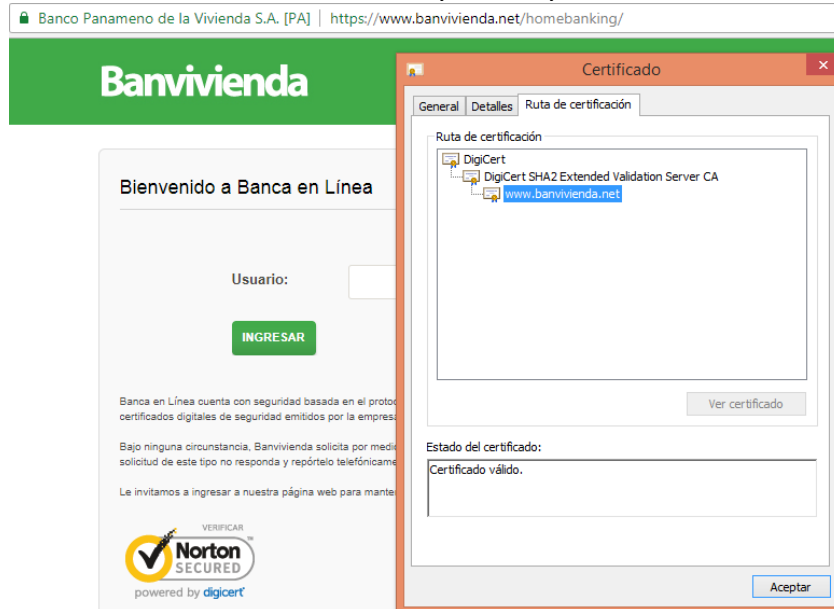 Banco Panameno de la Vivienda S.A. [PA] | https://www.banvivienda.net/homebanking/
Banvivienda
Bienvenido a Banca en Línea
Usuario:
INGRESAR
Banca en Línea cuenta con seguridad basada en el proto
certificados digitales de seguridad emitidos por la empres
Bajo ninguna circunstancia, Banvivienda solicita por medi
solicitud de este tipo no responda y repórtelo telefónicame
Le invitamos a ingresar a nuestra página web para mante
VERIFICAR
Norton
SECURED
powered by digicert
Certificado
General Detalles Ruta de certificación
Ruta de certificación
DigiCert
DigiCert SHA2 Extended Validation Server CA
www.banvivienda.net
Ver certificado
Estado del certificado:
Certificado válido.
Aceptar